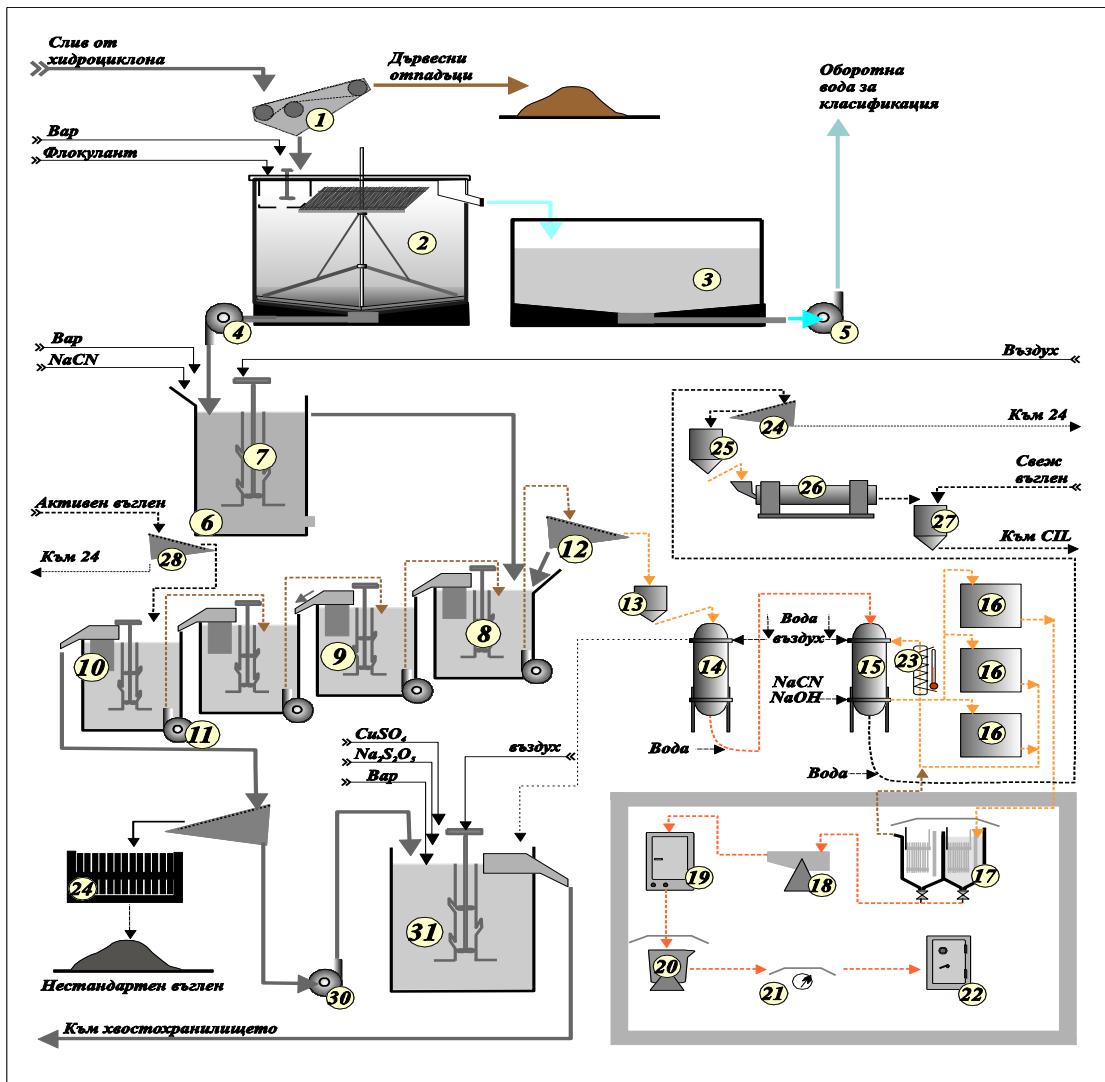 Слив от
хидроциклона
Дървесни
отпадъци
Оборотна
вода за
класификация
1
Вар
Флокулант
2
3
4
5
Вар
NaCN
Въздух
7
6
24
Към 24
25
Свеж
въглен
26
27
Към CIL
Активен въглен
28
Към 24
12
13
8
9
10
11
Вода
въздух
14
15
23
16
16
16
NaCN
NaOH
Вода
Вода
CuSO₄
Na₂S₂O₅
Вар
въздух
19
18
17
24
31
20
21
22
30
Нестандартен въглен
Към хвостохранилището